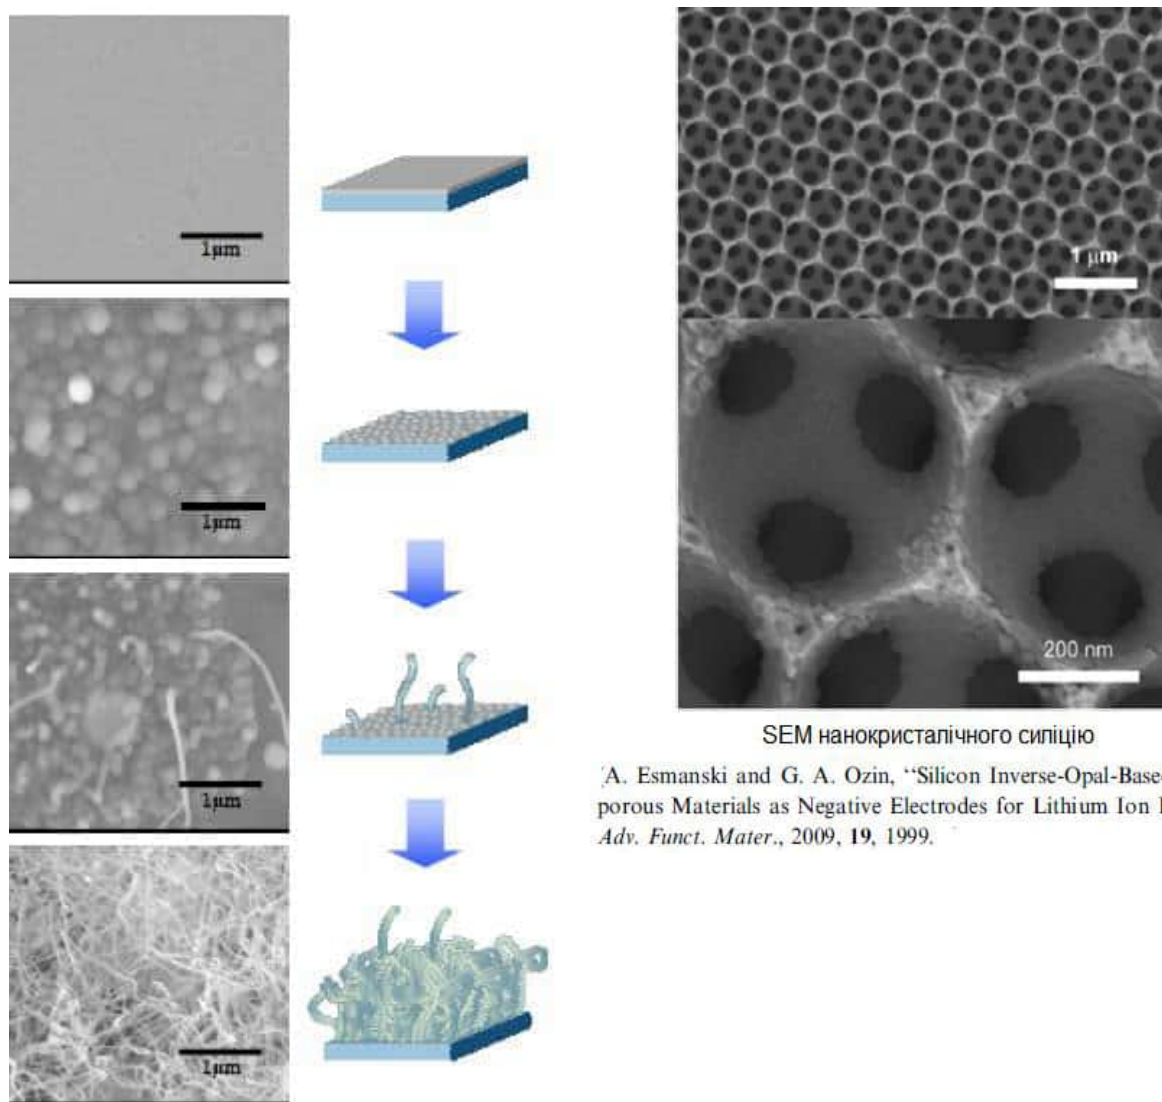 1μm
1μm
1μm
1μm
1 μm
200 nm
SEM нанокристалічного силіцію
A. Esmanski and G. A. Ozin, “Silicon Inverse-Opal-Base
porous Materials as Negative Electrodes for Lithium Ion
Adv. Funct. Mater., 2009, 19, 1999.